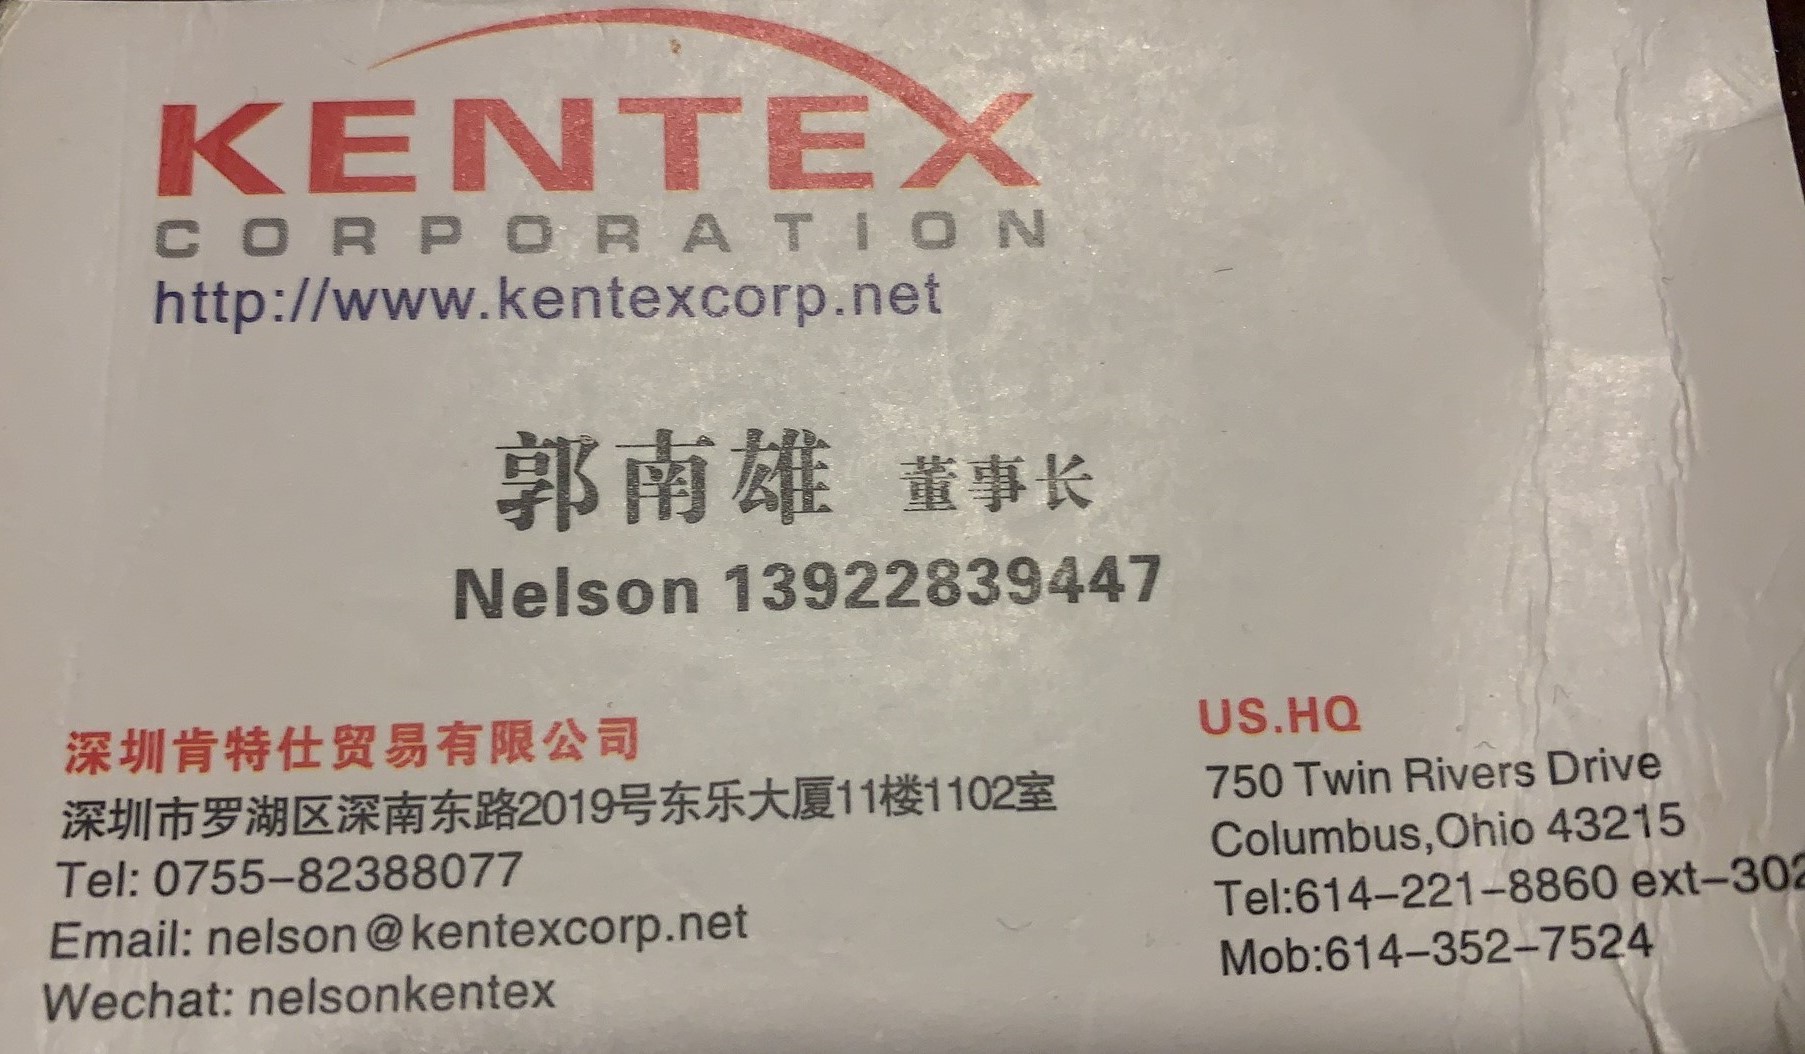 KENTEX
CORPORATION
http://www.kentexcorp.net
郭南雄 董事长
Nelson 13922839447
深圳肯特仕贸易有限公司
深圳市罗湖区深南东路2019号东乐大厦11楼1102室
Tel: 0755-82388077
Email: nelson@kentexcorp.net
Wechat: nelsonkentex
US.HQ
750 Twin Rivers Drive
Columbus,Ohio 43215
Tel:614-221-8860 ext-302
Mob:614-352-7524